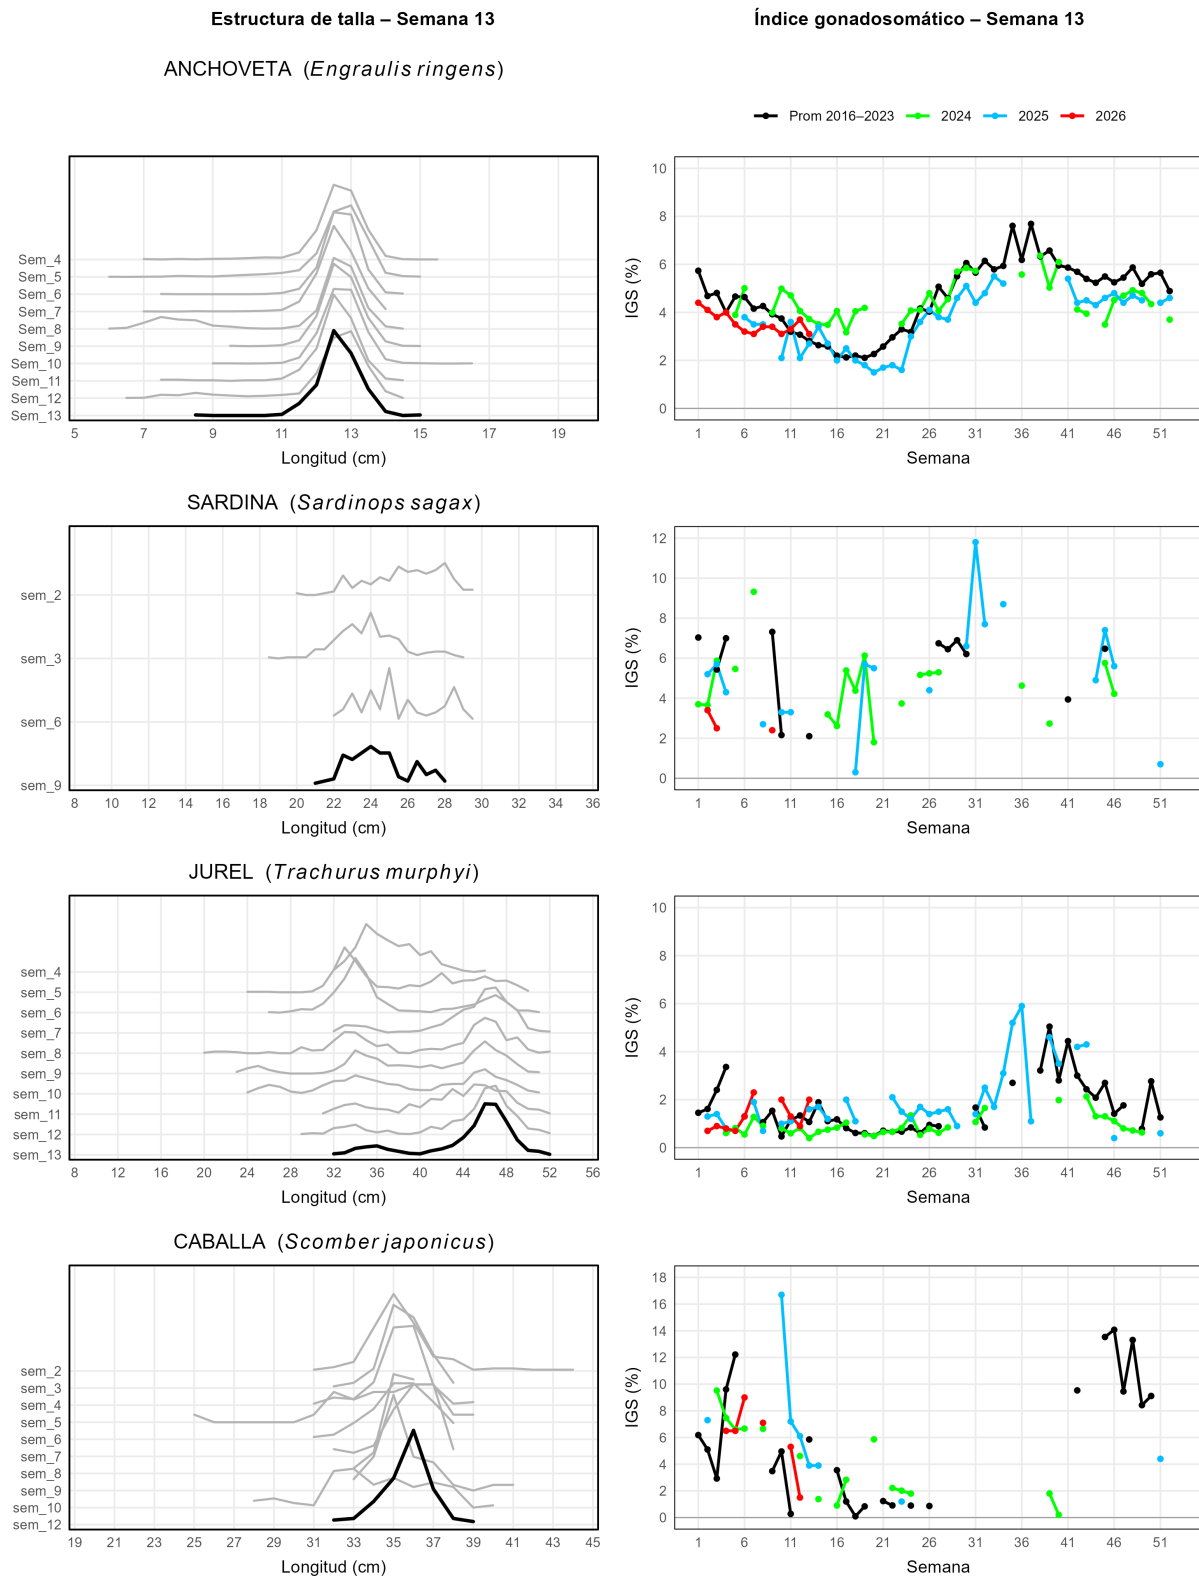 Estructura de talla – Semana 13
Índice gonadosomático – Semana 13
ANCHOVETA (Engraulis ringens)
Prom 2016–2023 2024 2025 2026
Sem_4
Sem_5
Sem_6
Sem_7
Sem_8
Sem_9
Sem_10
Sem_11
Sem_12
Sem_13
5 7 9 11 13 15 17 19
Longitud (cm)
IGS (%)
10
8
6
4
2
0
1 6 11 16 21 26 31 36 41 46 51
Semana
SARDINA (Sardinops sagax)
sem_2
sem_3
sem_6
sem_9
8 10 12 14 16 18 20 22 24 26 28 30 32 34 36
Longitud (cm)
IGS (%)
12
10
8
6
4
2
0
1 6 11 16 21 26 31 36 41 46 51
Semana
JUREL (Trachurus murphyi)
sem_4
sem_5
sem_6
sem_7
sem_8
sem_9
sem_10
sem_11
sem_12
sem_13
8 12 16 20 24 28 32 36 40 44 48 52 56
Longitud (cm)
IGS (%)
10
8
6
4
2
0
1 6 11 16 21 26 31 36 41 46 51
Semana
CABALLA (Scomber japonicus)
sem_2
sem_3
sem_4
sem_5
sem_6
sem_7
sem_8
sem_9
sem_10
sem_12
19 21 23 25 27 29 31 33 35 37 39 41 43 45
Longitud (cm)
IGS (%)
18
16
14
12
10
8
6
4
2
0
1 6 11 16 21 26 31 36 41 46 51
Semana